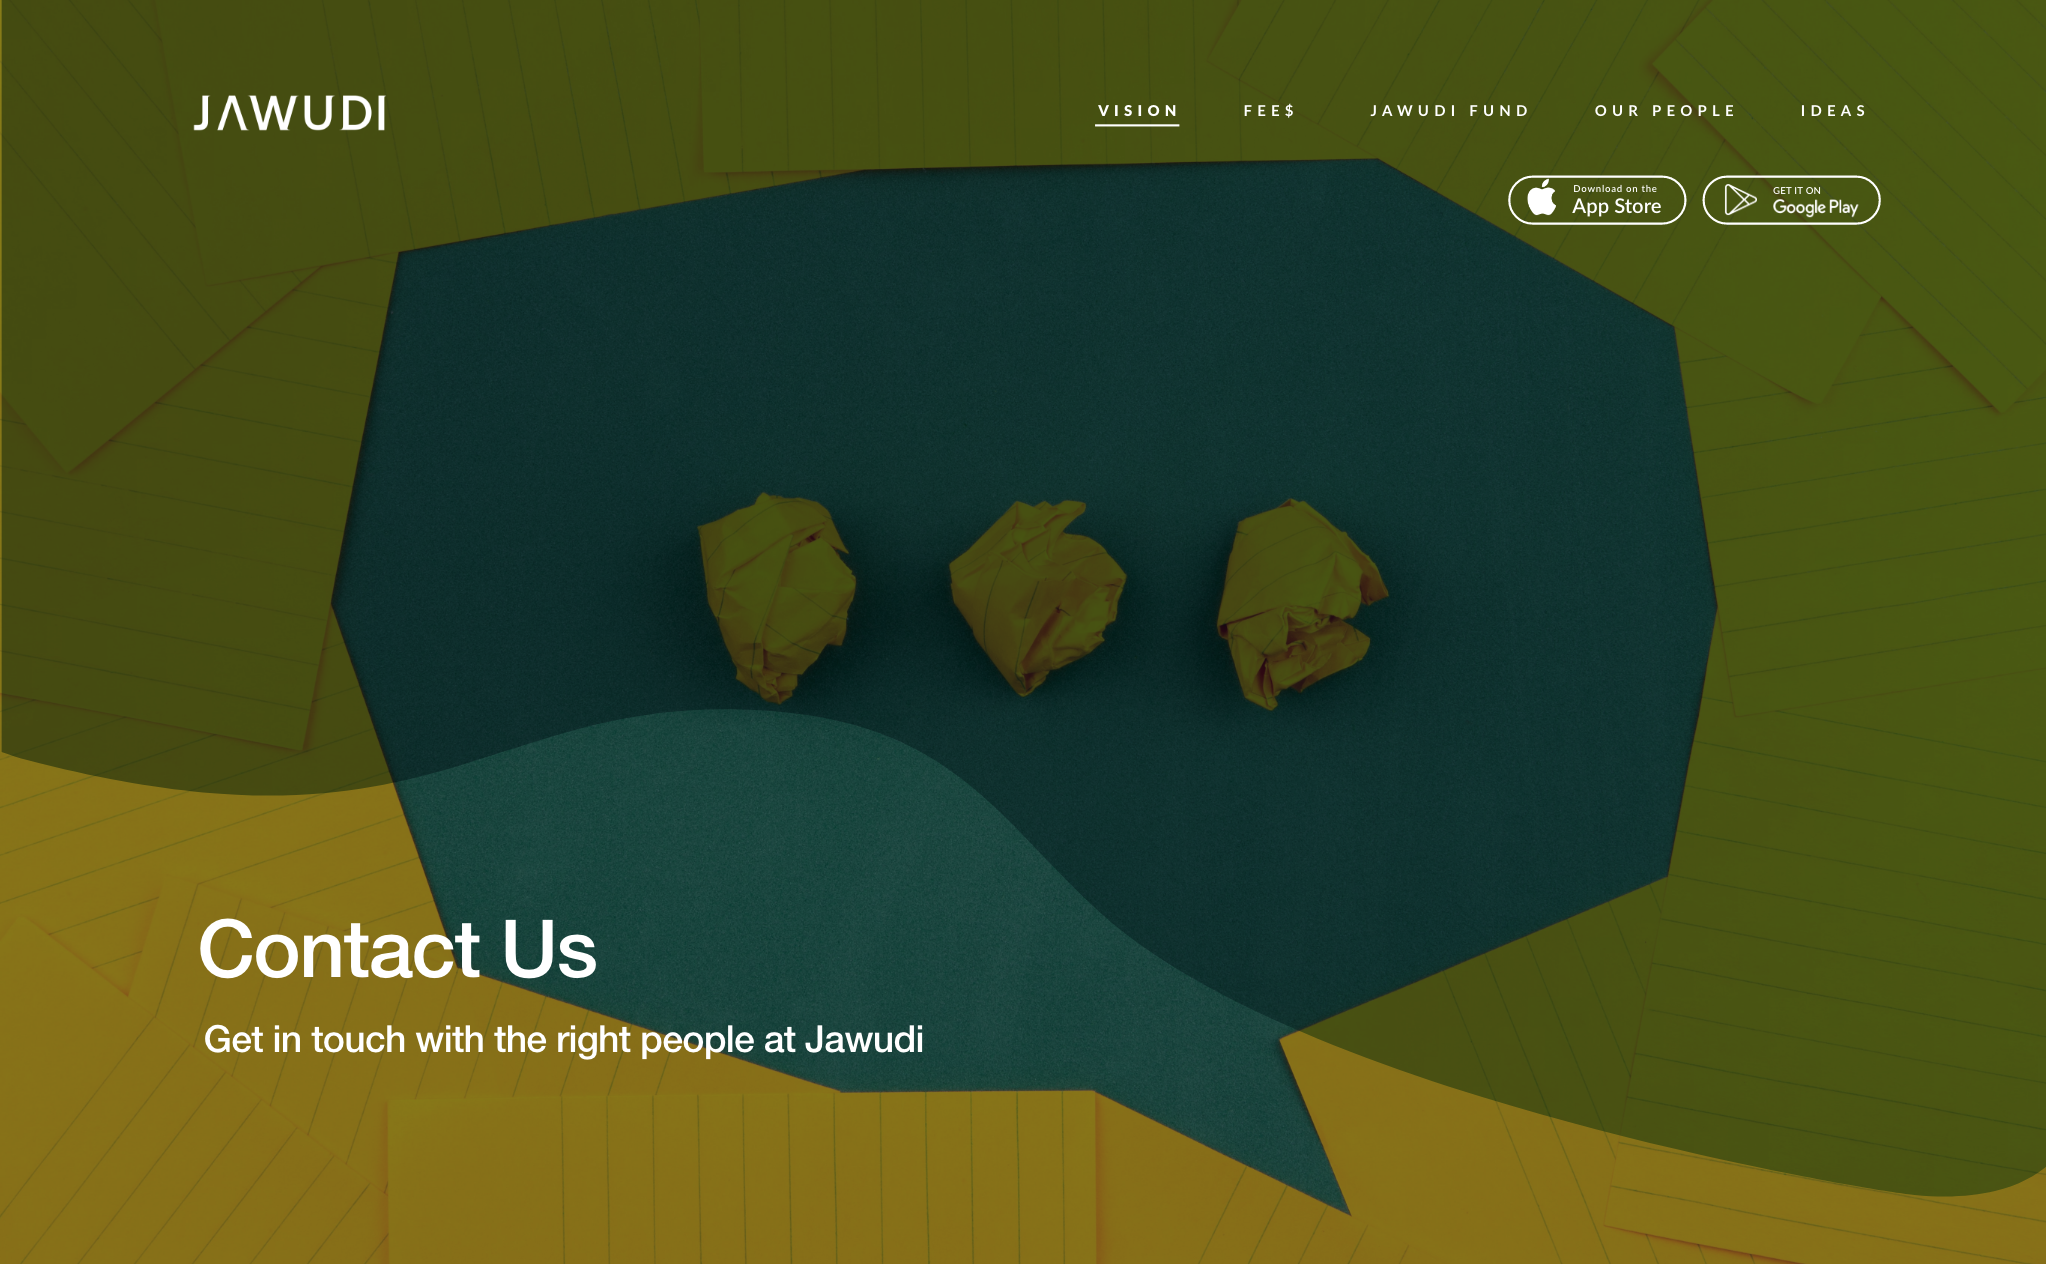 JAWUDI
VISION
FEE$
JAWUDI FUND
OUR PEOPLE
IDEAS
Download on the
App Store
GET IT ON
Google Play
Contact Us
Get in touch with the right people at Jawudi